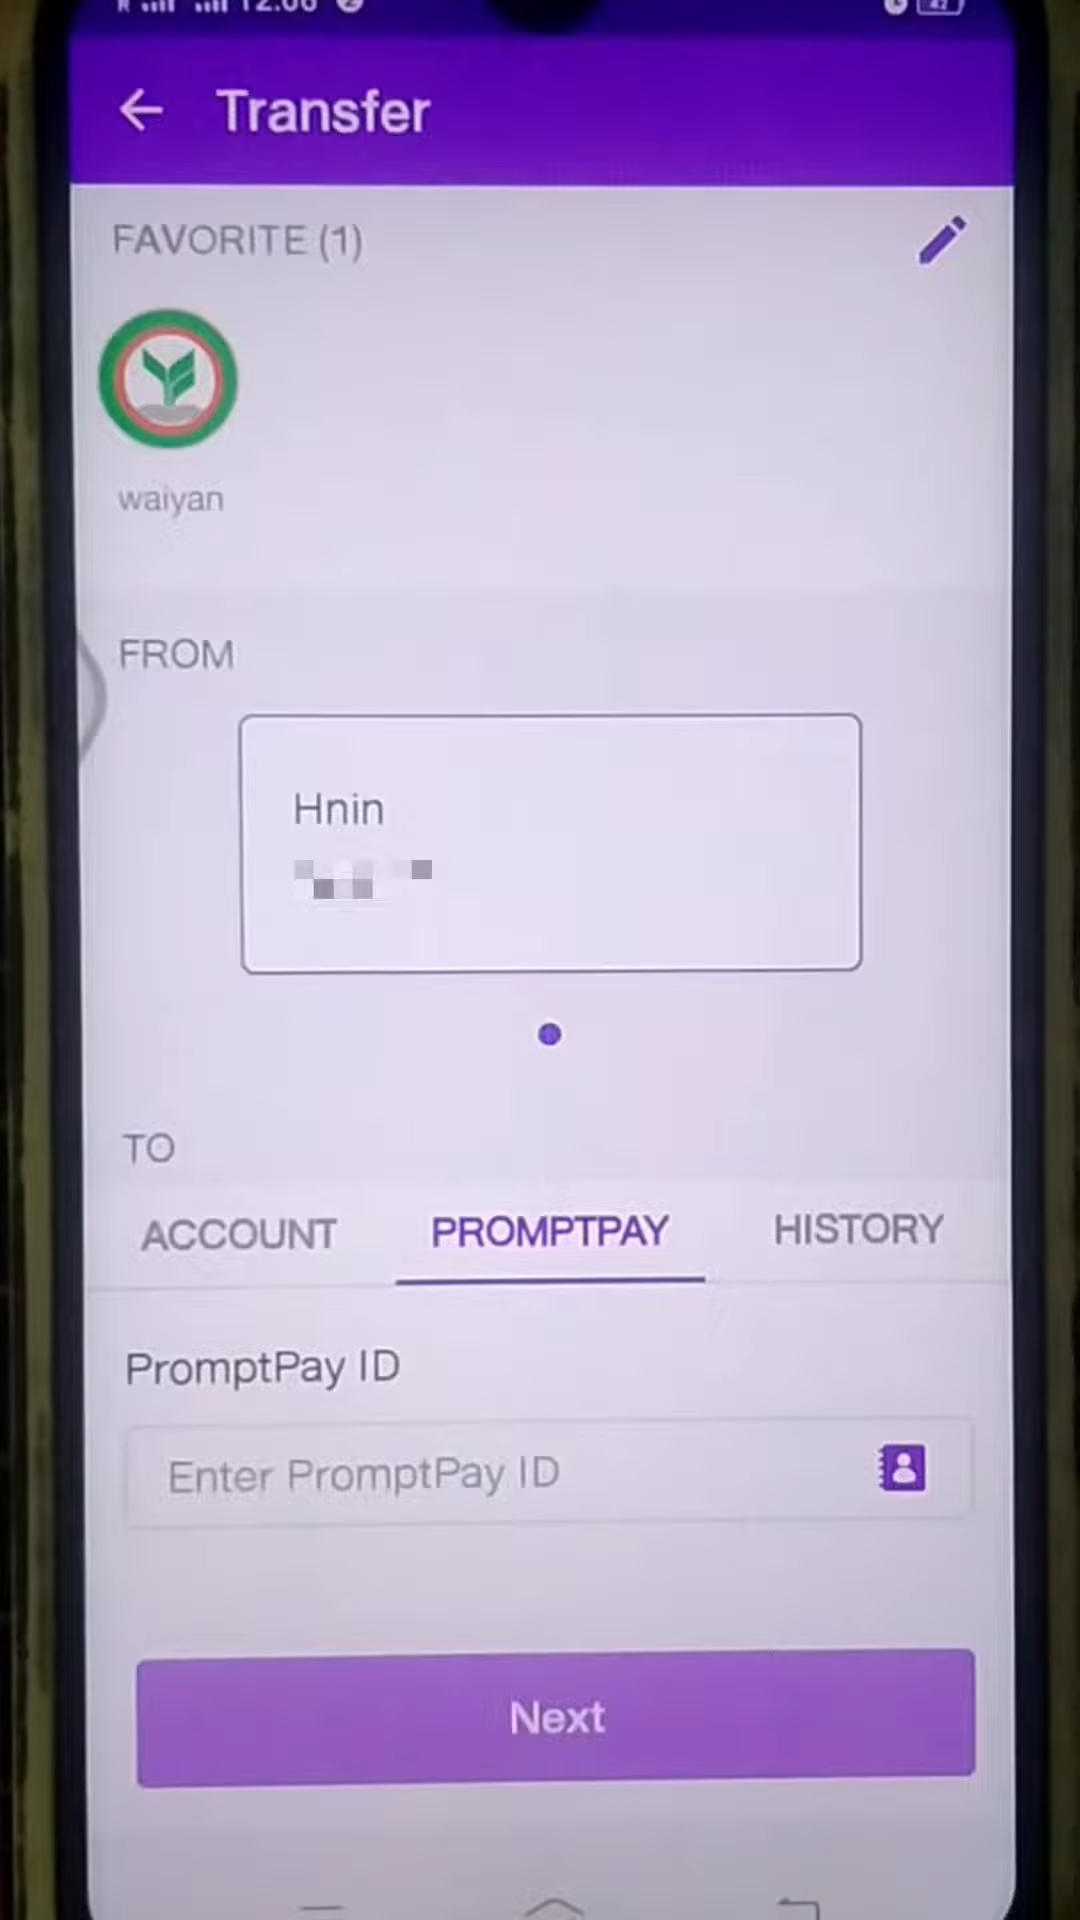 Transfer
FAVORITE (1)
waiyan
FROM
Hnin
TO
ACCOUNT PROMPTPAY HISTORY
PromptPay ID
Enter PromptPay ID
Next